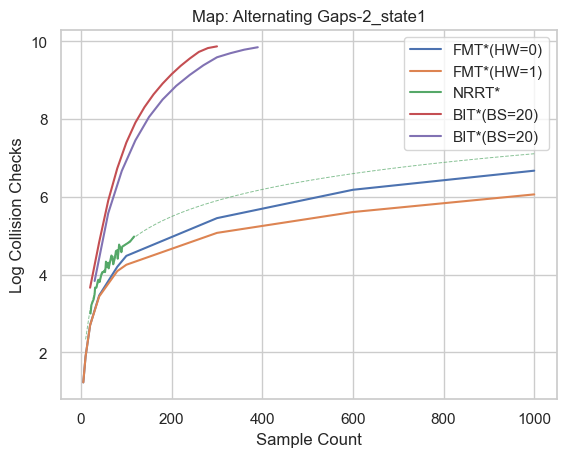 Map: Alternating Gaps-2_state1
10
8
6
4
2
Log Collision Checks
FMT*(HW=0)
FMT*(HW=1)
NRRT*
BIT*(BS=20)
BIT*(BS=20)
0
200
400
600
800
1000
Sample Count